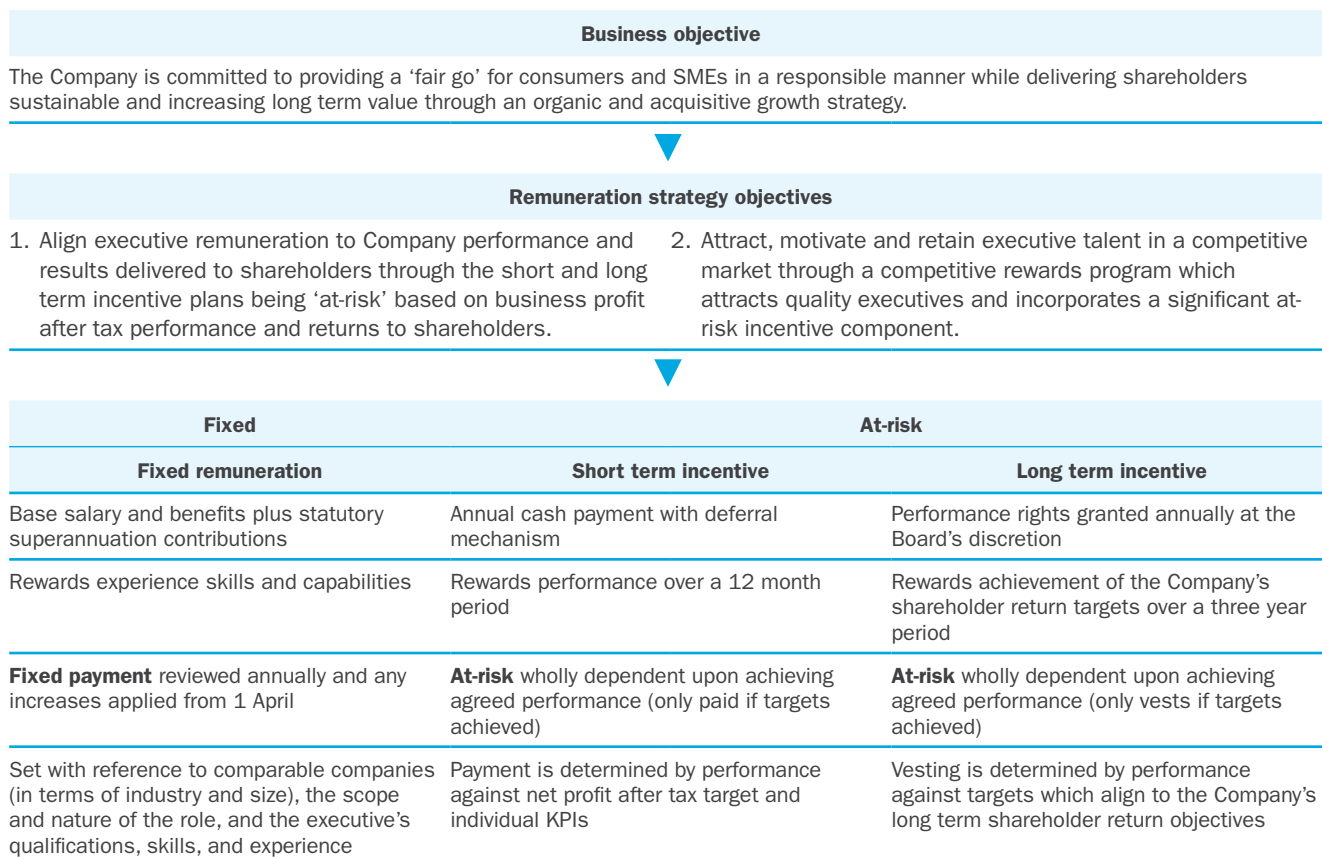 Business objective
The Company is committed to providing a ‘fair go’ for consumers and SMEs in a responsible manner while delivering shareholders
sustainable and increasing long term value through an organic and acquisitive growth strategy.
Remuneration strategy objectives
1. Align executive remuneration to Company performance and
results delivered to shareholders through the short and long
term incentive plans being ‘at-risk’ based on business profit
after tax performance and returns to shareholders.
2. Attract, motivate and retain executive talent in a competitive
market through a competitive rewards program which
attracts quality executives and incorporates a significant at-
risk incentive component.
Fixed
At-risk
Fixed remuneration
Short term incentive
Long term incentive
Base salary and benefits plus statutory
superannuation contributions
Annual cash payment with deferral
mechanism
Performance rights granted annually at the
Board’s discretion
Rewards experience skills and capabilities
Rewards performance over a 12 month
period
Rewards achievement of the Company’s
shareholder return targets over a three year
period
Fixed payment reviewed annually and any
increases applied from 1 April
At-risk wholly dependent upon achieving
agreed performance (only paid if targets
achieved)
At-risk wholly dependent upon achieving
agreed performance (only vests if targets
achieved)
Set with reference to comparable companies
(in terms of industry and size), the scope
and nature of the role, and the executive’s
qualifications, skills, and experience
Payment is determined by performance
against net profit after tax target and
individual KPIs
Vesting is determined by performance
against targets which align to the Company’s
long term shareholder return objectives